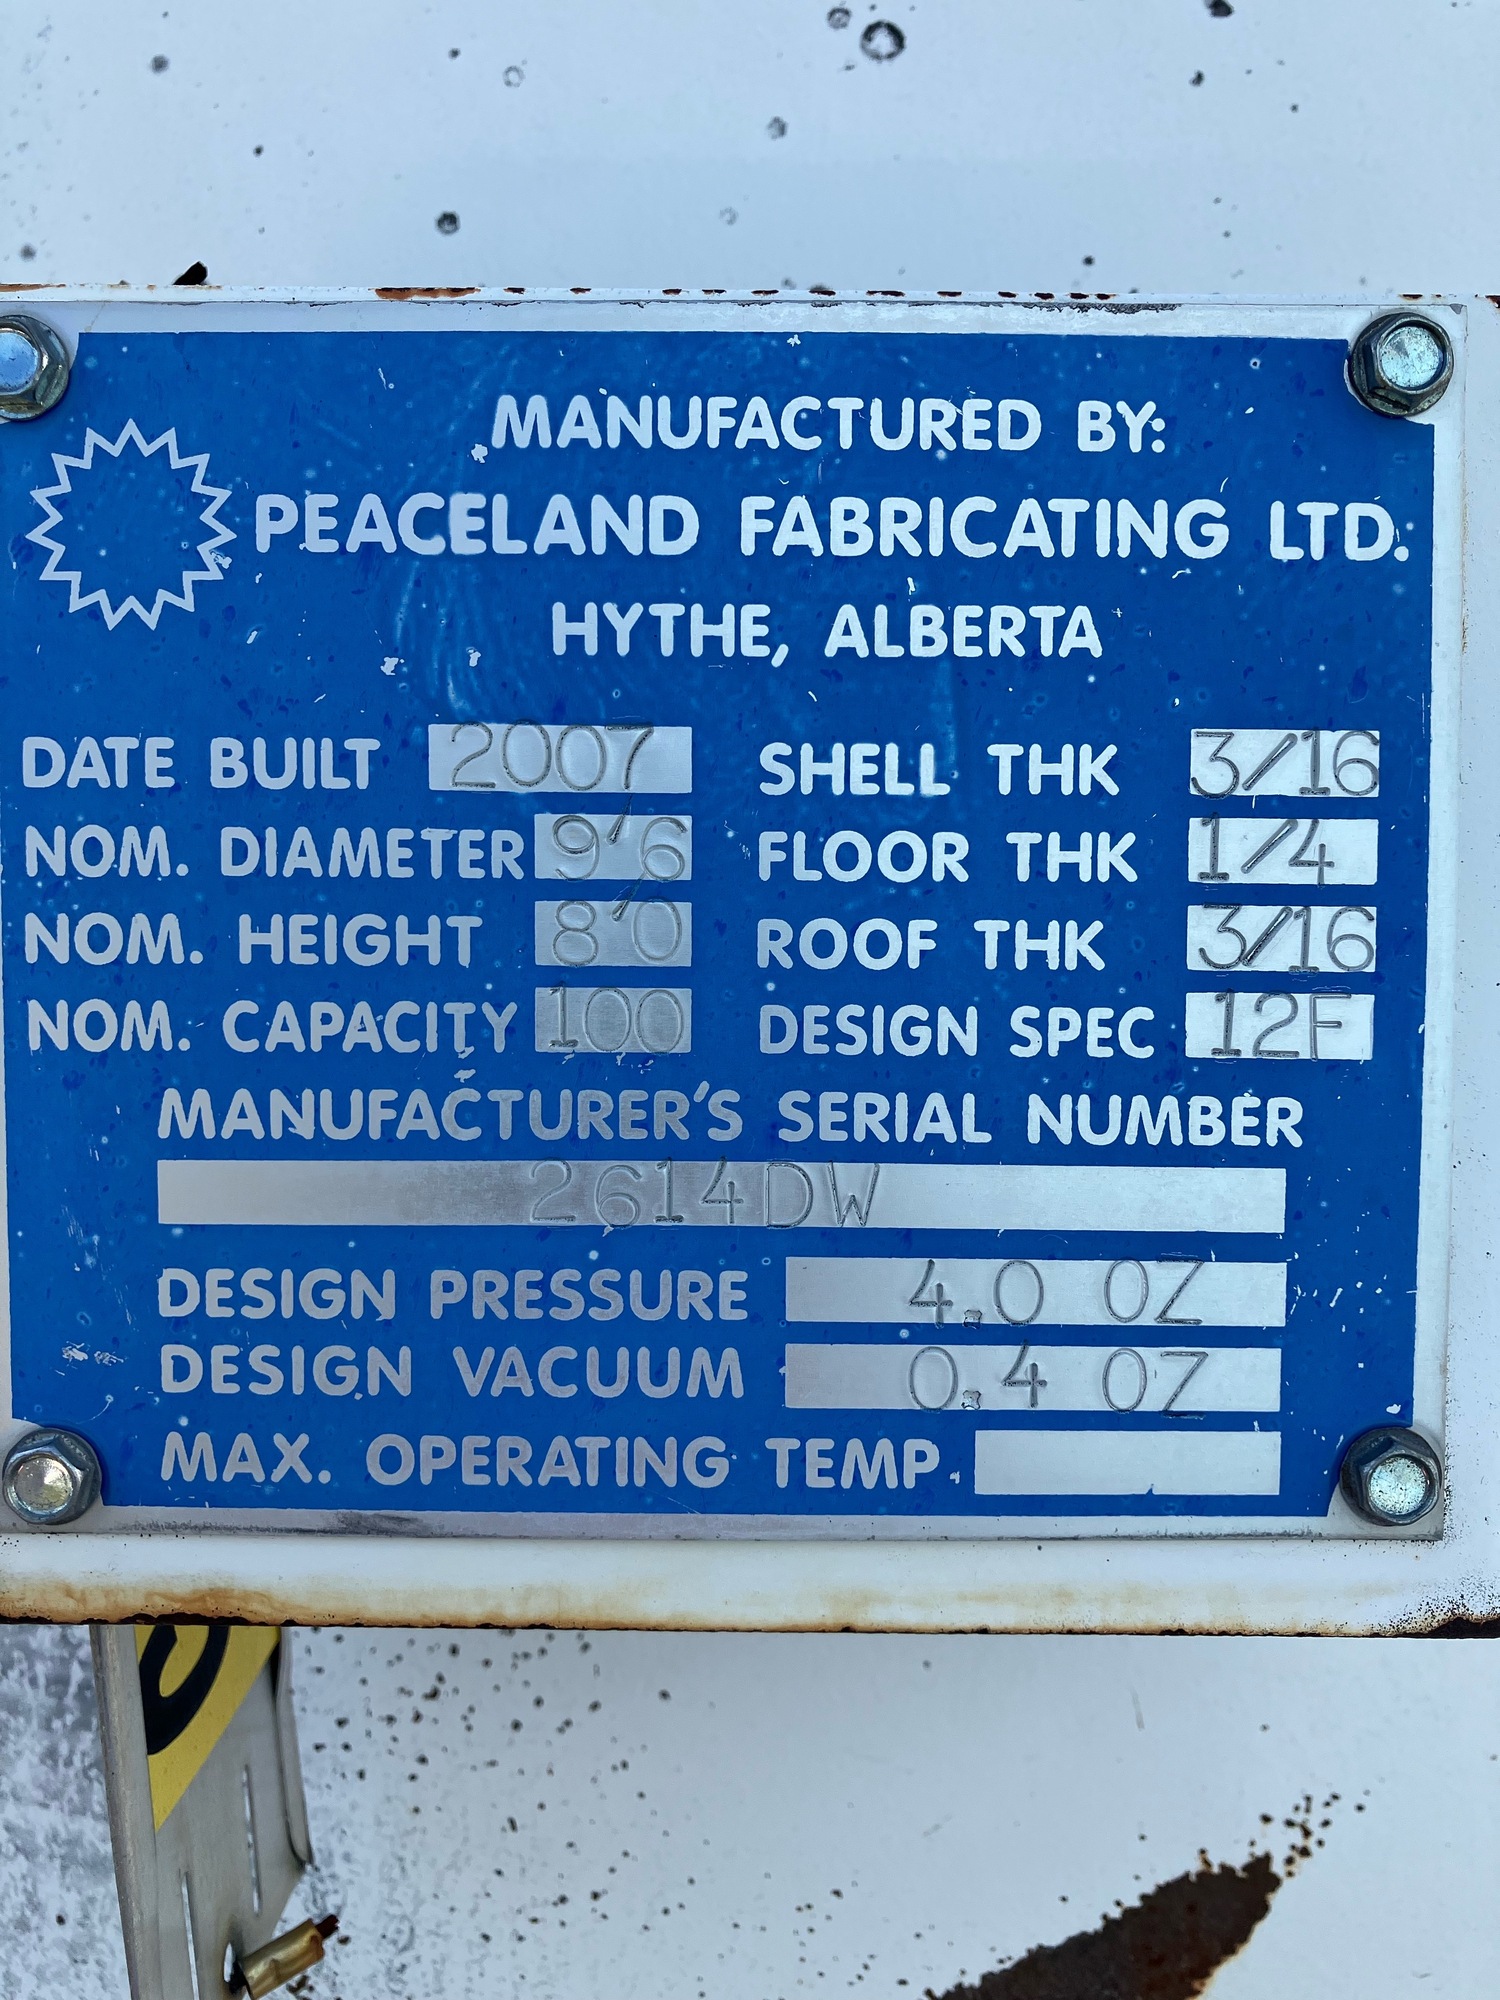 MANUFACTURED BY:
PEACELAND FABRICATING LTD.
HYTHE, ALBERTA
DATE BUILT 2007 SHELL THK 3/16
NOM. DIAMETER 9'6 FLOOR THK 1/4
NOM. HEIGHT 8'0 ROOF THK 3/16
NOM. CAPACITY 100 DESIGN SPEC 12F
MANUFACTURER'S SERIAL NUMBER
2614DW
DESIGN PRESSURE 4.0 OZ
DESIGN VACUUM 0.4 OZ
MAX. OPERATING TEMP.